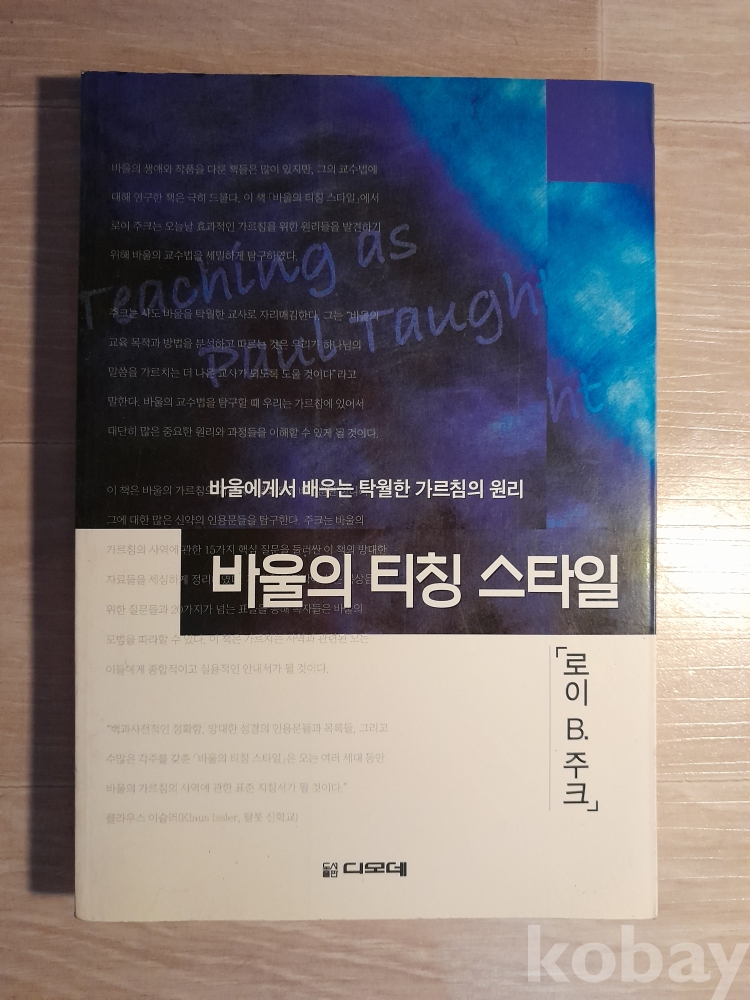 바울의 생애와 작품을 다룬 책들은 많이 있지만, 그의 교수법에
대해 연구한 책은 극히 드물다. 이 책 「바울의 티칭 스타일」에서
로이 주크는 오늘날 효과적인 가르침을 위한 원리들을 발견하기
위해 바울의 교수법을 세밀하게 탐구하였다.
Teaching as
Paul Taught
주크는 사도 바울을 탁월한 교사로 자리매김한다. 그는 "바울의
교육 목적과 방법을 분석하고 따르는 것은 우리가 하나님의
말씀을 가르치는 더 나은 교사가 되도록 도울 것이다"라고
말한다. 바울의 교수법을 탐구할 때 우리는 가르침에 있어서
대단히 많은 중요한 원리와 과정들을 이해할 수 있게 될 것이다.
ht
바울에게서 배우는 탁월한 가르침의 원리
이 책은 바울의 가르침의
그에 대한 많은 신약의 인용문들을 탐구한다. 주크는 바울의
가르침의 사역에 관한 15가지 핵심 질문을 둘러싼 이 책의 방대한
자료들을 세심하게
바울의 티칭 스타일
위한 질문들과 20가지가 넘는 표들을 통해 독자들은 바울의
모범을 따라할 수 있다. 이 책은 가르치는 사역과 관련된 모든
이들에게 종합적이고 실용적인 안내서가 될 것이다.
「로이 B. 주크」
"백과사전적인 정확함, 방대한 성경의 인용문들과 목록들, 그리고
수많은 각주를 갖춘 「바울의 티칭 스타일」은 오는 여러 세대 동안
바울의 가르침의 사역에 관한 표준 지침서가 될 것이다."
클라우스 이슬러(Klaus Issler, 탈봇 신학교)
도서출판 디모데
kobay